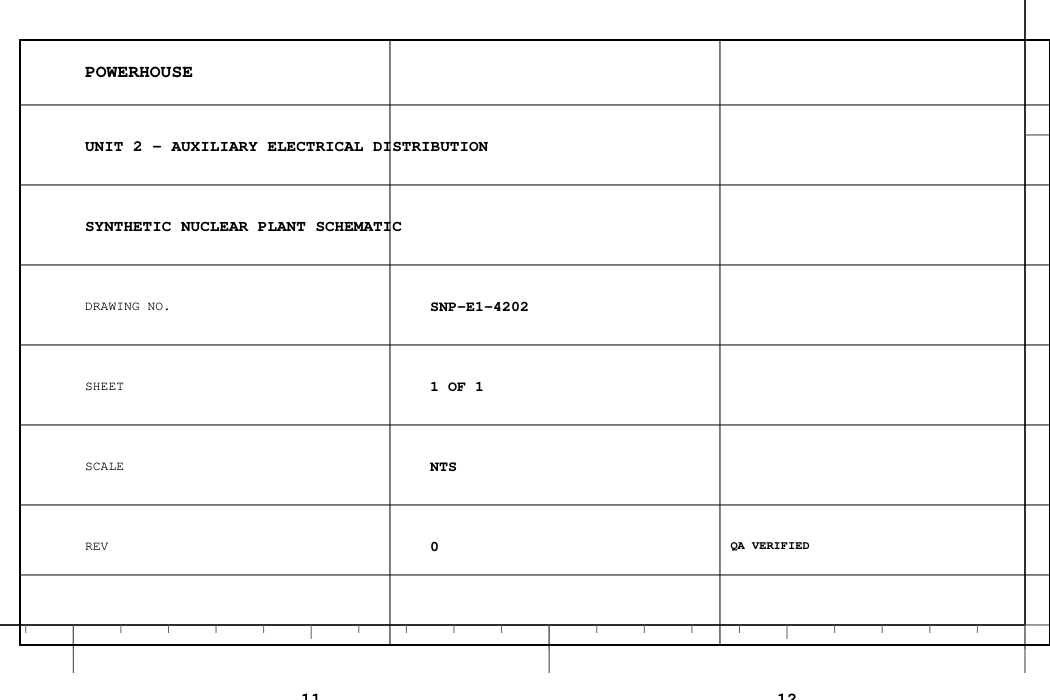 POWERHOUSE
UNIT 2 – AUXILIARY ELECTRICAL DISTRIBUTION
SYNTHETIC NUCLEAR PLANT SCHEMATIC
DRAWING NO. SNP–E1–4202
SHEET 1 OF 1
SCALE NTS
REV 0 QA VERIFIED
11 12